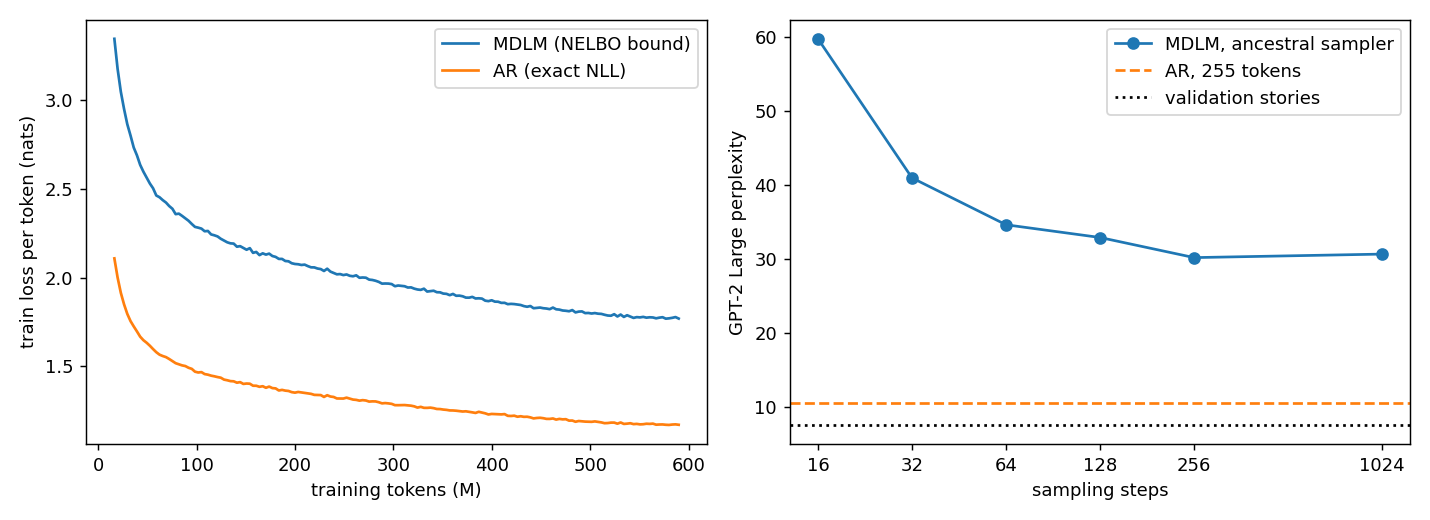 MDLM (NELBO bound)
AR (exact NLL)
3.0
2.5
2.0
1.5
train loss per token (nats)
0
100
200
300
400
500
600
training tokens (M)
MDLM, ancestral sampler
AR, 255 tokens
validation stories
60
50
40
30
20
10
GPT-2 Large perplexity
16
32
64
128
256
1024
sampling steps